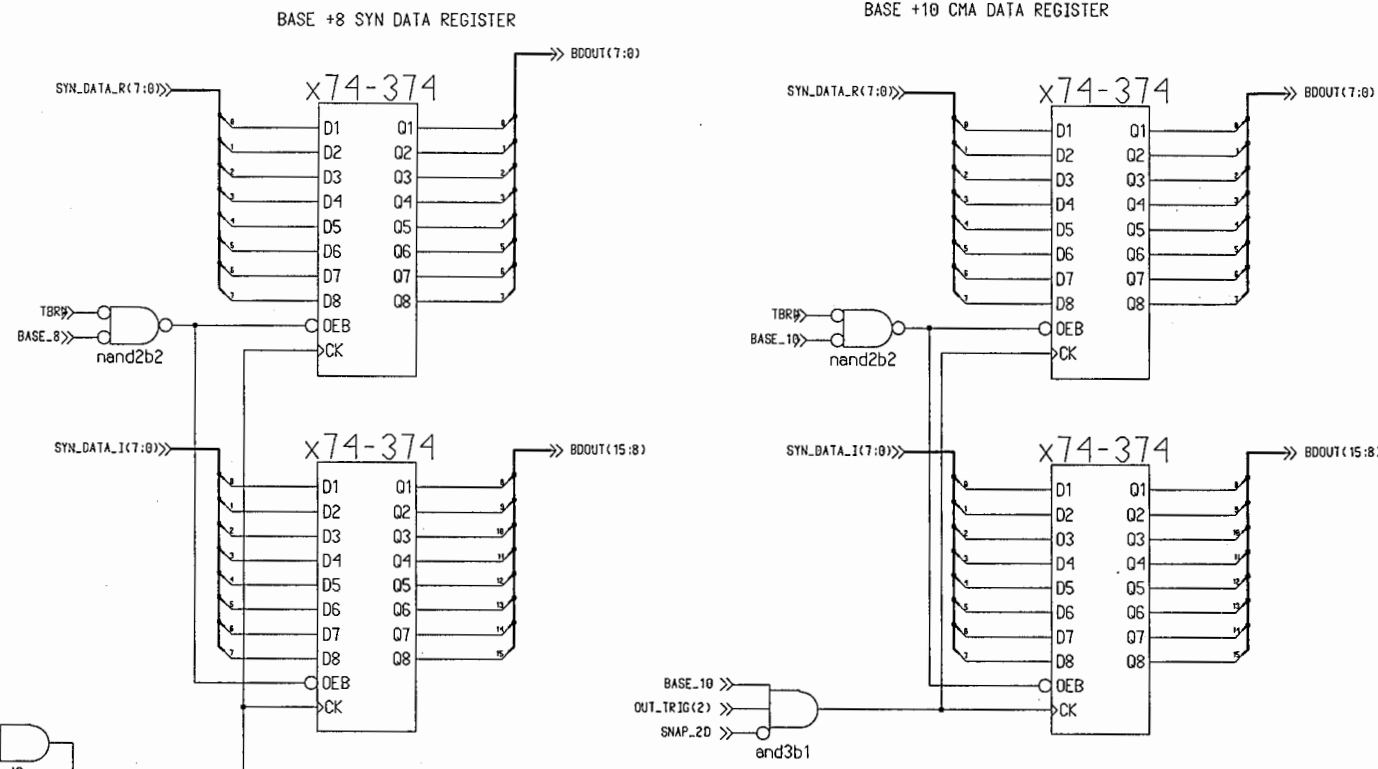 BASE +8 SYN DATA REGISTER
BASE +10 CMA DATA REGISTER
BDOUT(7:0)
SYN_DATA_R(7:0)
x74-374
D1 Q1
D2 Q2
D3 Q3
D4 Q4
D5 Q5
D6 Q6
D7 Q7
D8 Q8
OEB
CK
BASE_8
nand2b2
SYN_DATA_R(7:0)
x74-374
BDOUT(7:0)
D1 Q1
D2 Q2
D3 Q3
D4 Q4
D5 Q5
D6 Q6
D7 Q7
D8 Q8
OEB
CK
BASE_10
nand2b2
SYN_DATA_I(7:0)
x74-374
BDOUT(15:8)
D1 Q1
D2 Q2
D3 Q3
D4 Q4
D5 Q5
D6 Q6
D7 Q7
D8 Q8
OEB
CK
SYN_DATA_I(7:0)
x74-374
BDOUT(15:8)
D1 Q1
D2 Q2
D3 Q3
D4 Q4
D5 Q5
D6 Q6
D7 Q7
D8 Q8
OEB
CK
BASE_10
OUT_TRIG(2)
SNAP_2D
and3b1